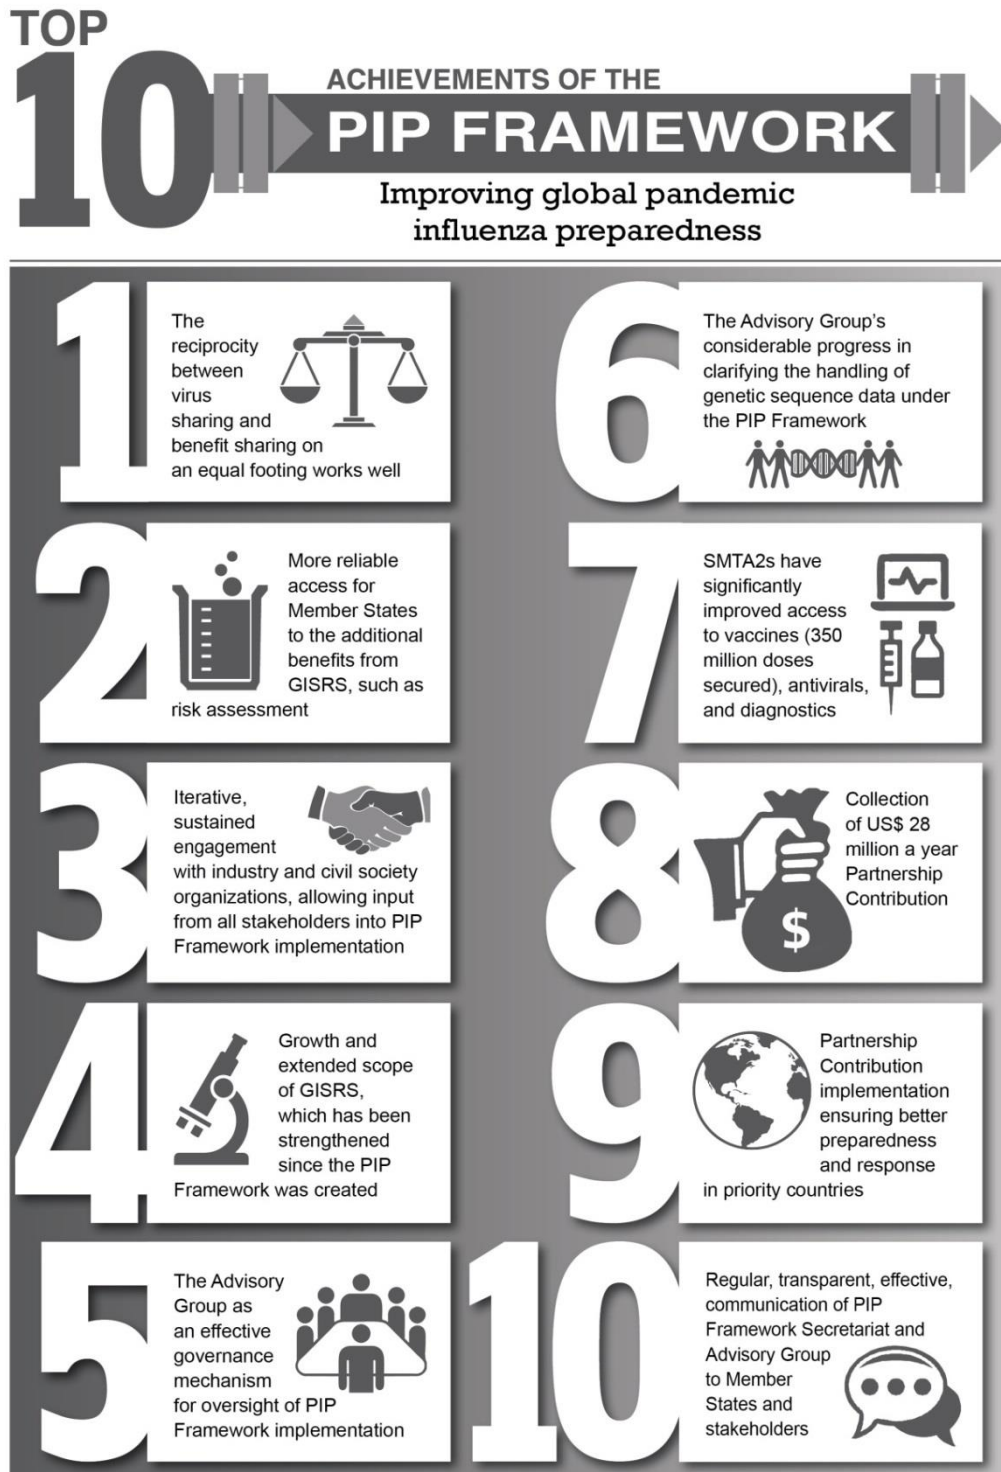 TOP
10
ACHIEVEMENTS OF THE
PIP FRAMEWORK
Improving global pandemic
influenza preparedness
1
The
reciprocity
between
virus
sharing and
benefit sharing on
an equal footing works well
2
More reliable
access for
Member States
to the additional
benefits from
GISRS, such as
risk assessment
3
Iterative,
sustained
engagement
with industry and civil society
organizations, allowing input
from all stakeholders into PIP
Framework implementation
4
Growth and
extended scope
of GISRS,
which has been
strengthened
since the PIP
Framework was created
5
The Advisory
Group as
an effective
governance
mechanism
for oversight of PIP
Framework implementation
6
The Advisory Group's
considerable progress in
clarifying the handling of
genetic sequence data under
the PIP Framework
7
SMTA2s have
significantly
improved access
to vaccines (350
million doses
secured), antivirals,
and diagnostics
8
Collection
of US$ 28
million a year
Partnership
Contribution
$
9
Partnership
Contribution
implementation
ensuring better
preparedness
and response
in priority countries
10
Regular, transparent, effective,
communication of PIP
Framework Secretariat and
Advisory Group
to Member
States and
stakeholders